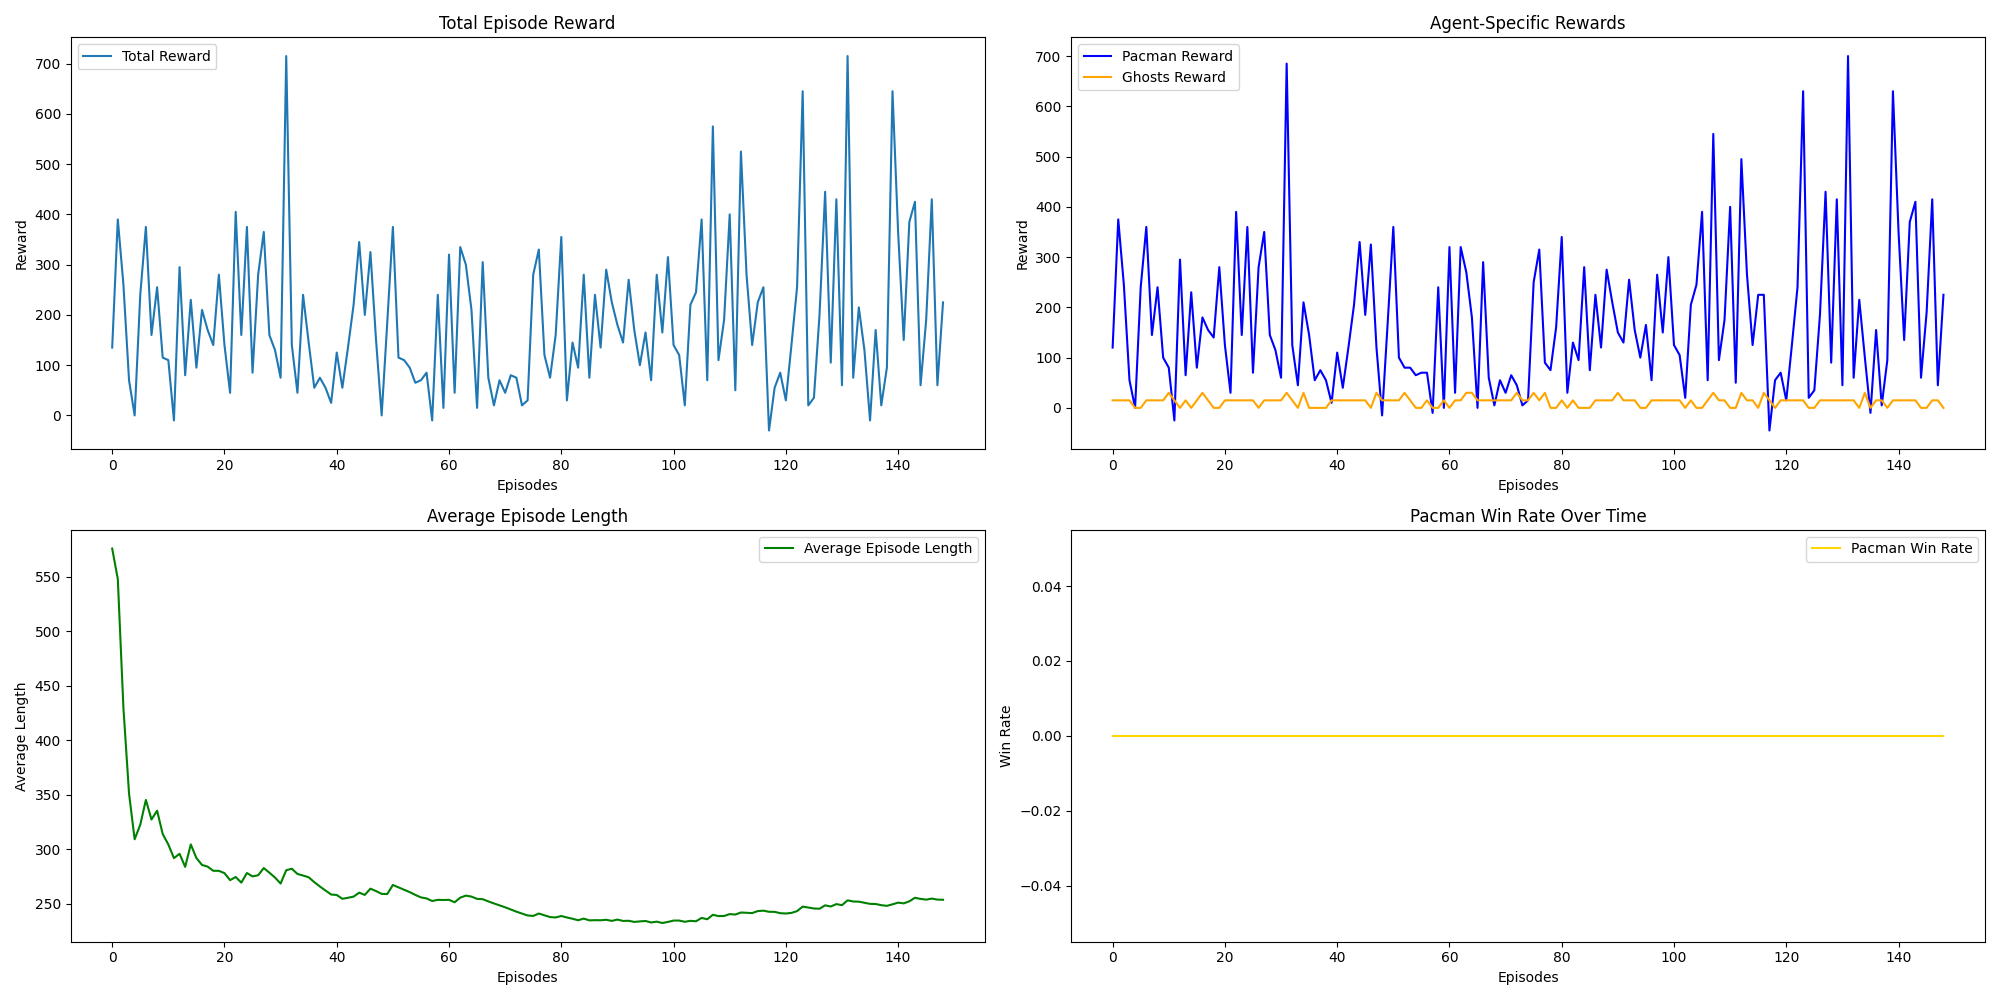 Total Episode Reward
Total Reward
Reward
700
600
500
400
300
200
100
0
0 20 40 60 80 100 120 140
Episodes
Agent-Specific Rewards
Pacman Reward
Ghosts Reward
Reward
700
600
500
400
300
200
100
0
0 20 40 60 80 100 120 140
Episodes
Average Episode Length
Average Episode Length
Average Length
550
500
450
400
350
300
250
0 20 40 60 80 100 120 140
Episodes
Pacman Win Rate Over Time
Pacman Win Rate
Win Rate
0.04
0.02
0.00
−0.02
−0.04
0 20 40 60 80 100 120 140
Episodes